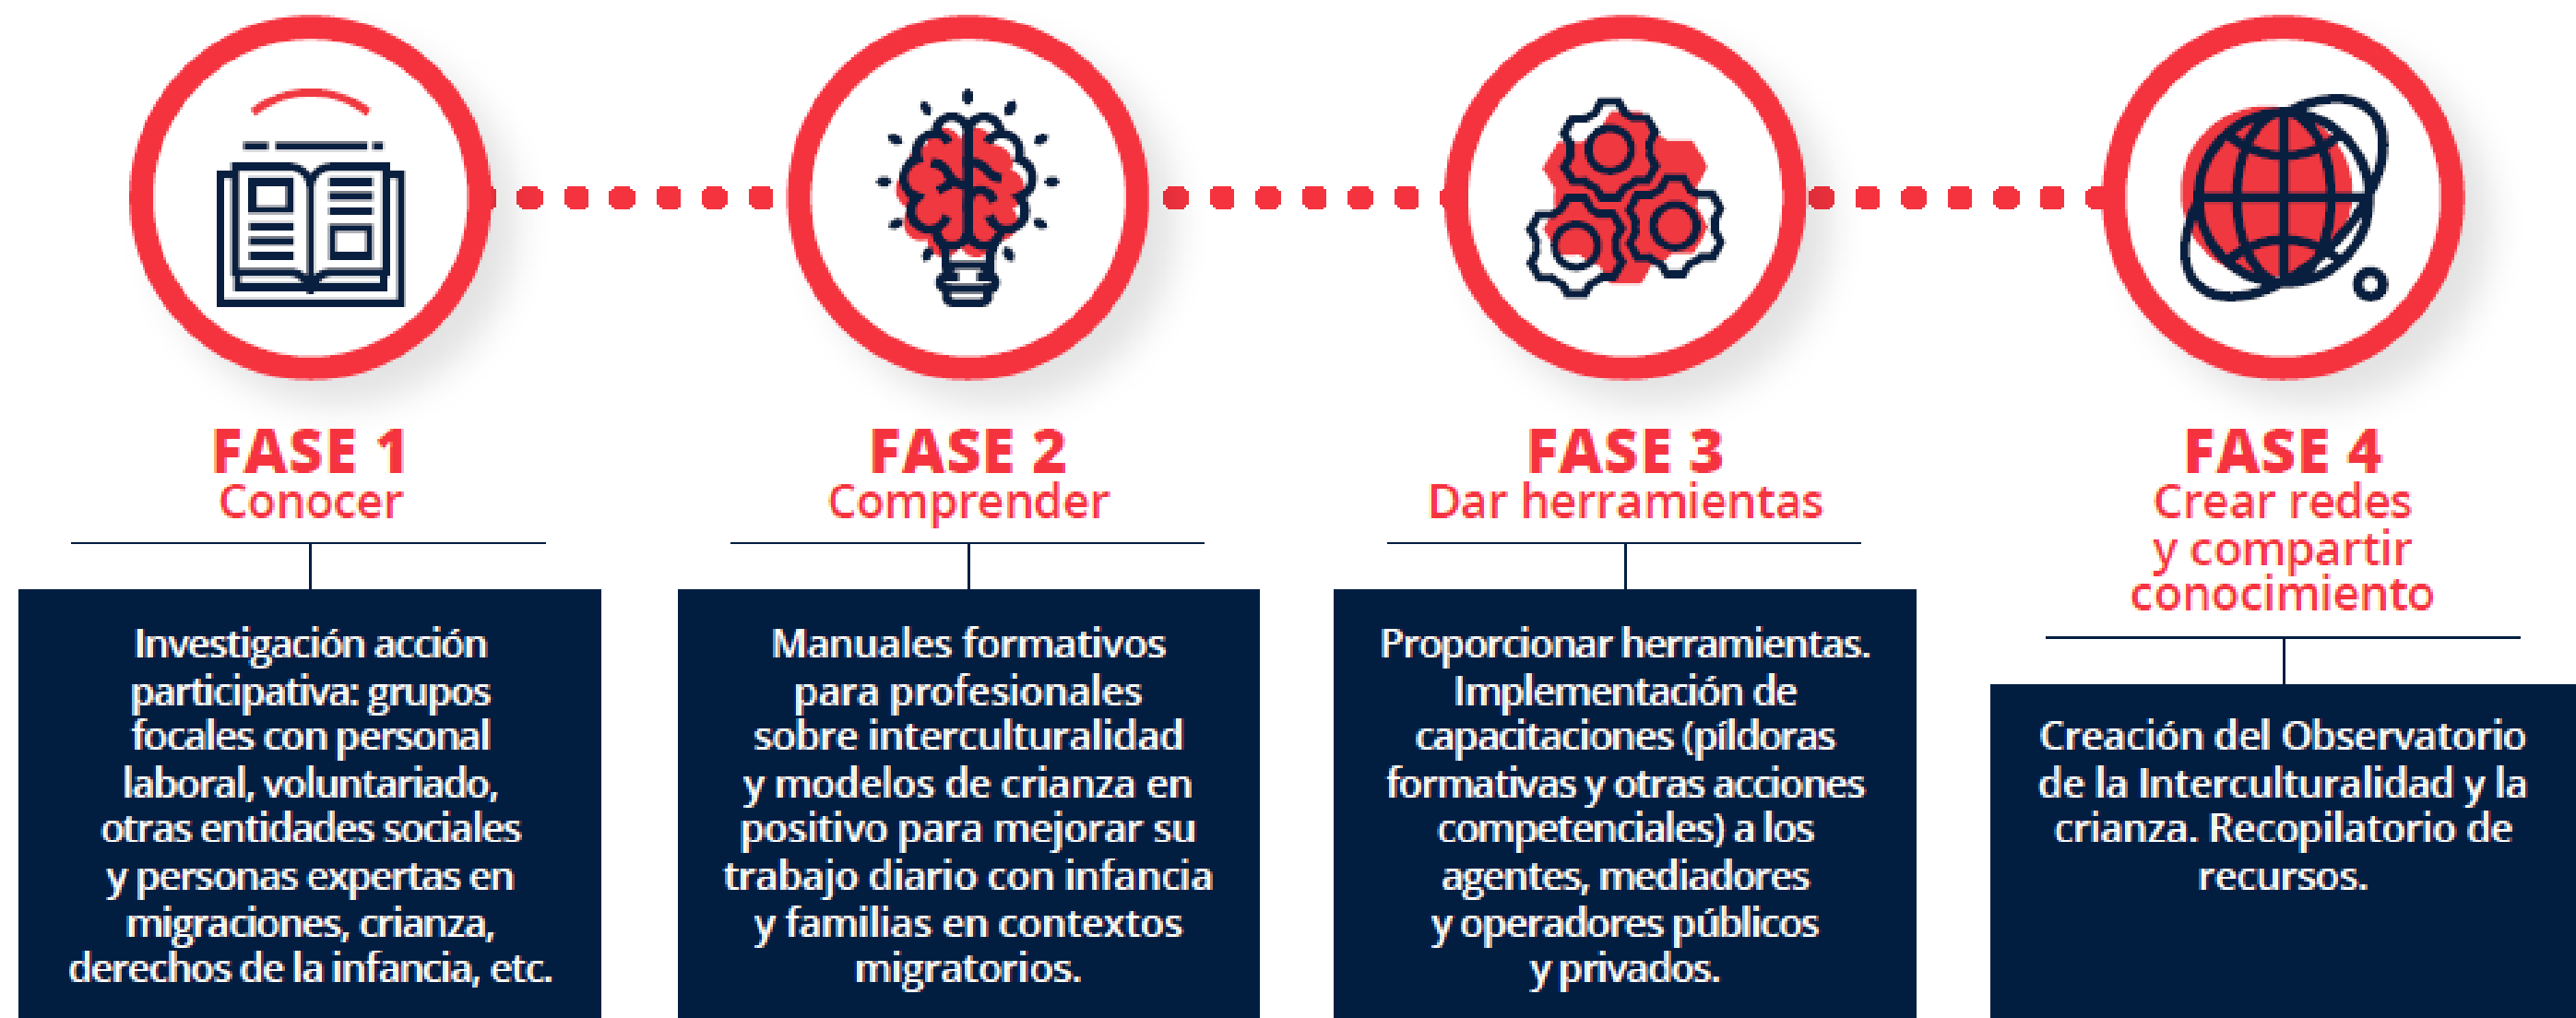 FASE 1
Conocer
Investigación acción
participativa: grupos
focales con personal
laboral, voluntariado,
otras entidades sociales
y personas expertas en
migraciones, crianza,
derechos de la infancia, etc.
FASE 2
Comprender
Manuales formativos
para profesionales
sobre interculturalidad
y modelos de crianza en
positivo para mejorar su
trabajo diario con infancia
y familias en contextos
migratorios.
FASE 3
Dar herramientas
Proporcionar herramientas.
Implementación de
capacitaciones (píldoras
formativas y otras acciones
competenciales) a los
agentes, mediadores
y operadores públicos
y privados.
FASE 4
Crear redes
y compartir
conocimiento
Creación del Observatorio
de la Interculturalidad y la
crianza. Recopilatorio de
recursos.